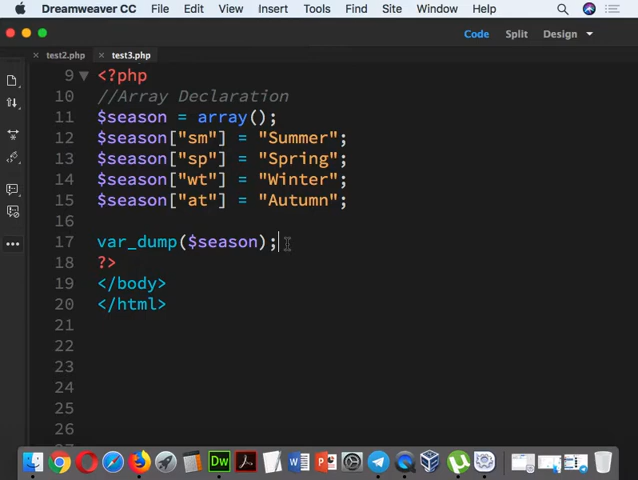 Dreamweaver CC File Edit View Insert Tools Find Site Window Help
Code Split Design
test2.php test3.php
9 <?php
10 //Array Declaration
11 $season = array();
12 $season["sm"] = "Summer";
13 $season["sp"] = "Spring";
14 $season["wt"] = "Winter";
15 $season["at"] = "Autumn";
16
17 var_dump($season);
18 ?>
19 </body>
20 </html>
21
22
23
24
25
26
Dw W P